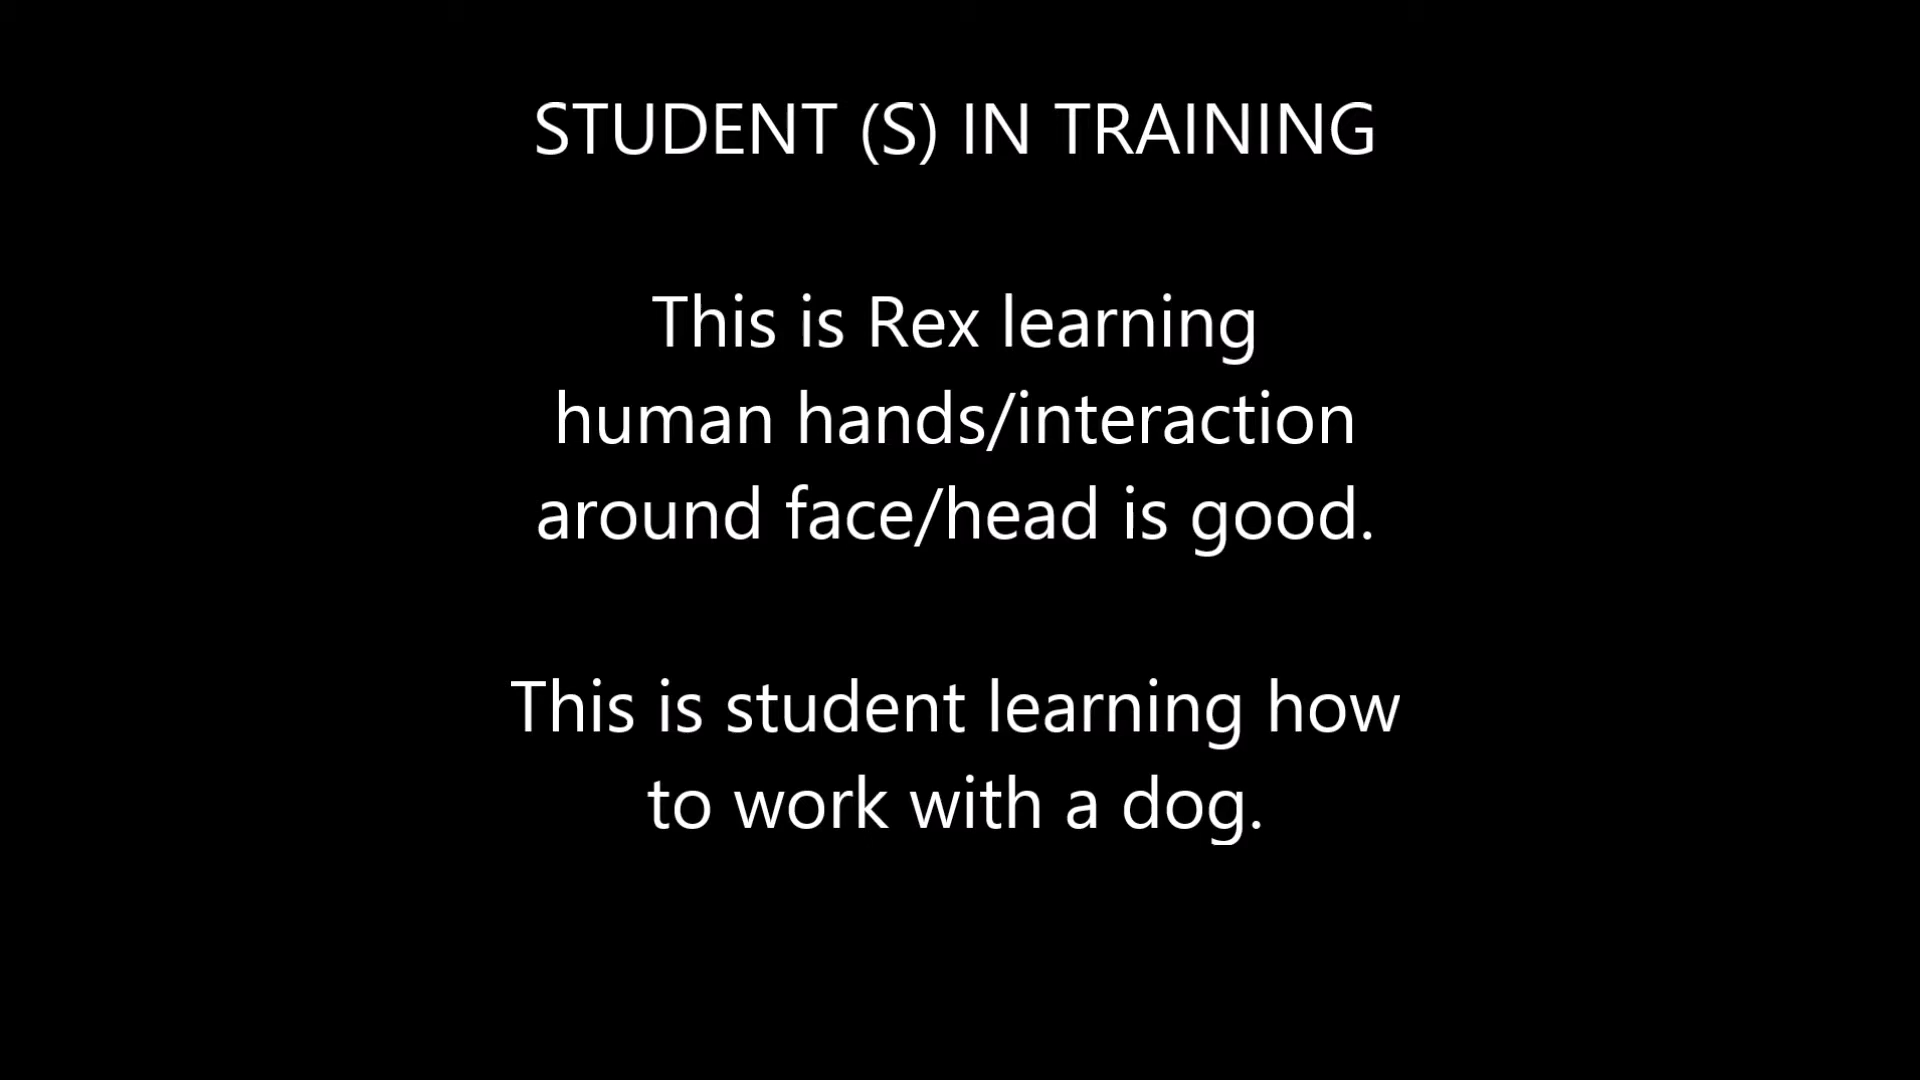 STUDENT (S) IN TRAINING
This is Rex learning
human hands/interaction
around face/head is good.
This is student learning how
to work with a dog.